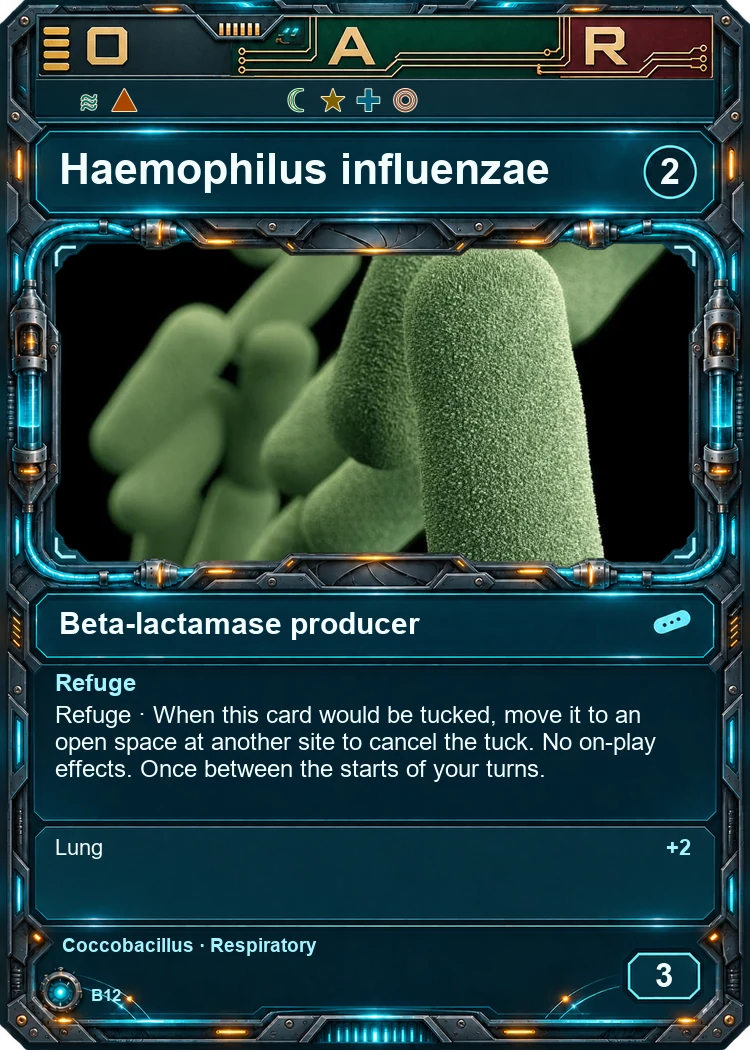 O A R
Haemophilus influenzae 2
Beta-lactamase producer
Refuge
Refuge · When this card would be tucked, move it to an
open space at another site to cancel the tuck. No on-play
effects. Once between the starts of your turns.
Lung +2
Coccobacillus · Respiratory
3
B12